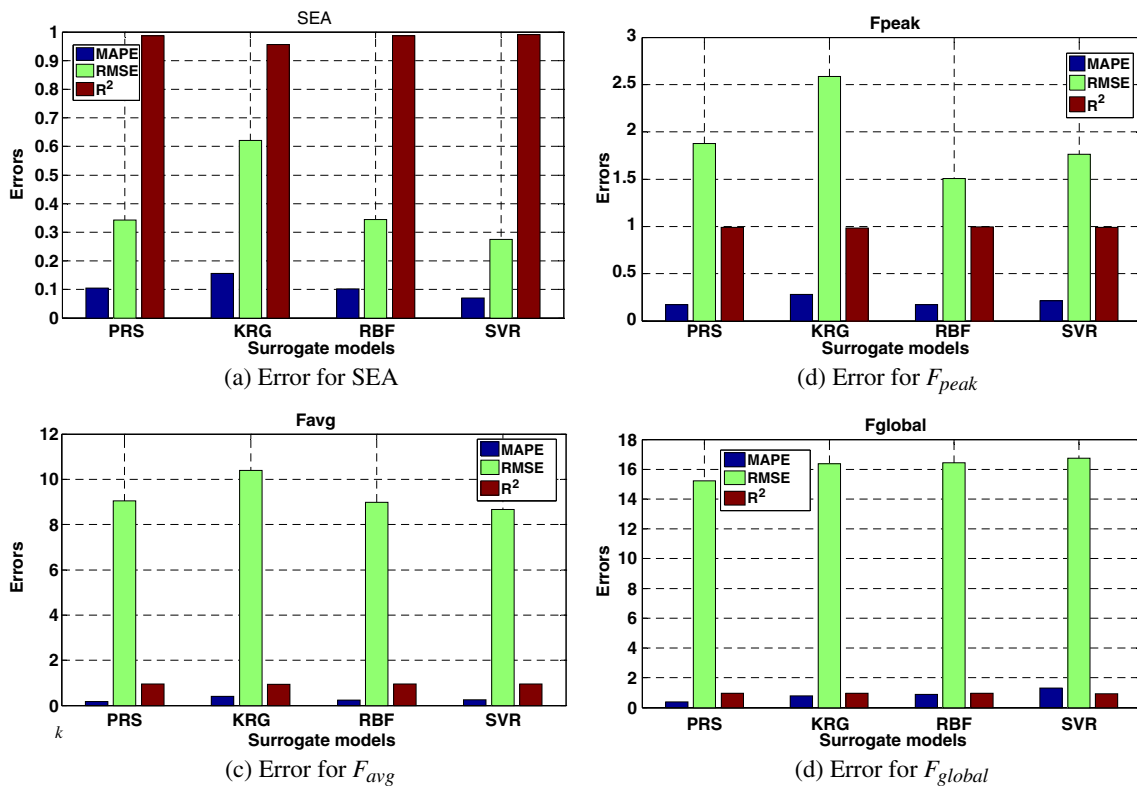 SEA
1
0.9
0.8
0.7
0.6
0.5
0.4
0.3
0.2
0.1
0
Errors
MAPE
RMSE
R²
PRS KRG RBF SVR
Surrogate models
(a) Error for SEA
Fpeak
3
2.5
2
1.5
1
0.5
0
Errors
MAPE
RMSE
R²
PRS KRG RBF SVR
Surrogate models
(d) Error for Fpeak
Favg
12
10
8
6
4
2
0
Errors
MAPE
RMSE
R²
PRS KRG RBF SVR
k
Surrogate models
(c) Error for Favg
Fglobal
18
16
14
12
10
8
6
4
2
0
Errors
MAPE
RMSE
R²
PRS KRG RBF SVR
Surrogate models
(d) Error for Fglobal